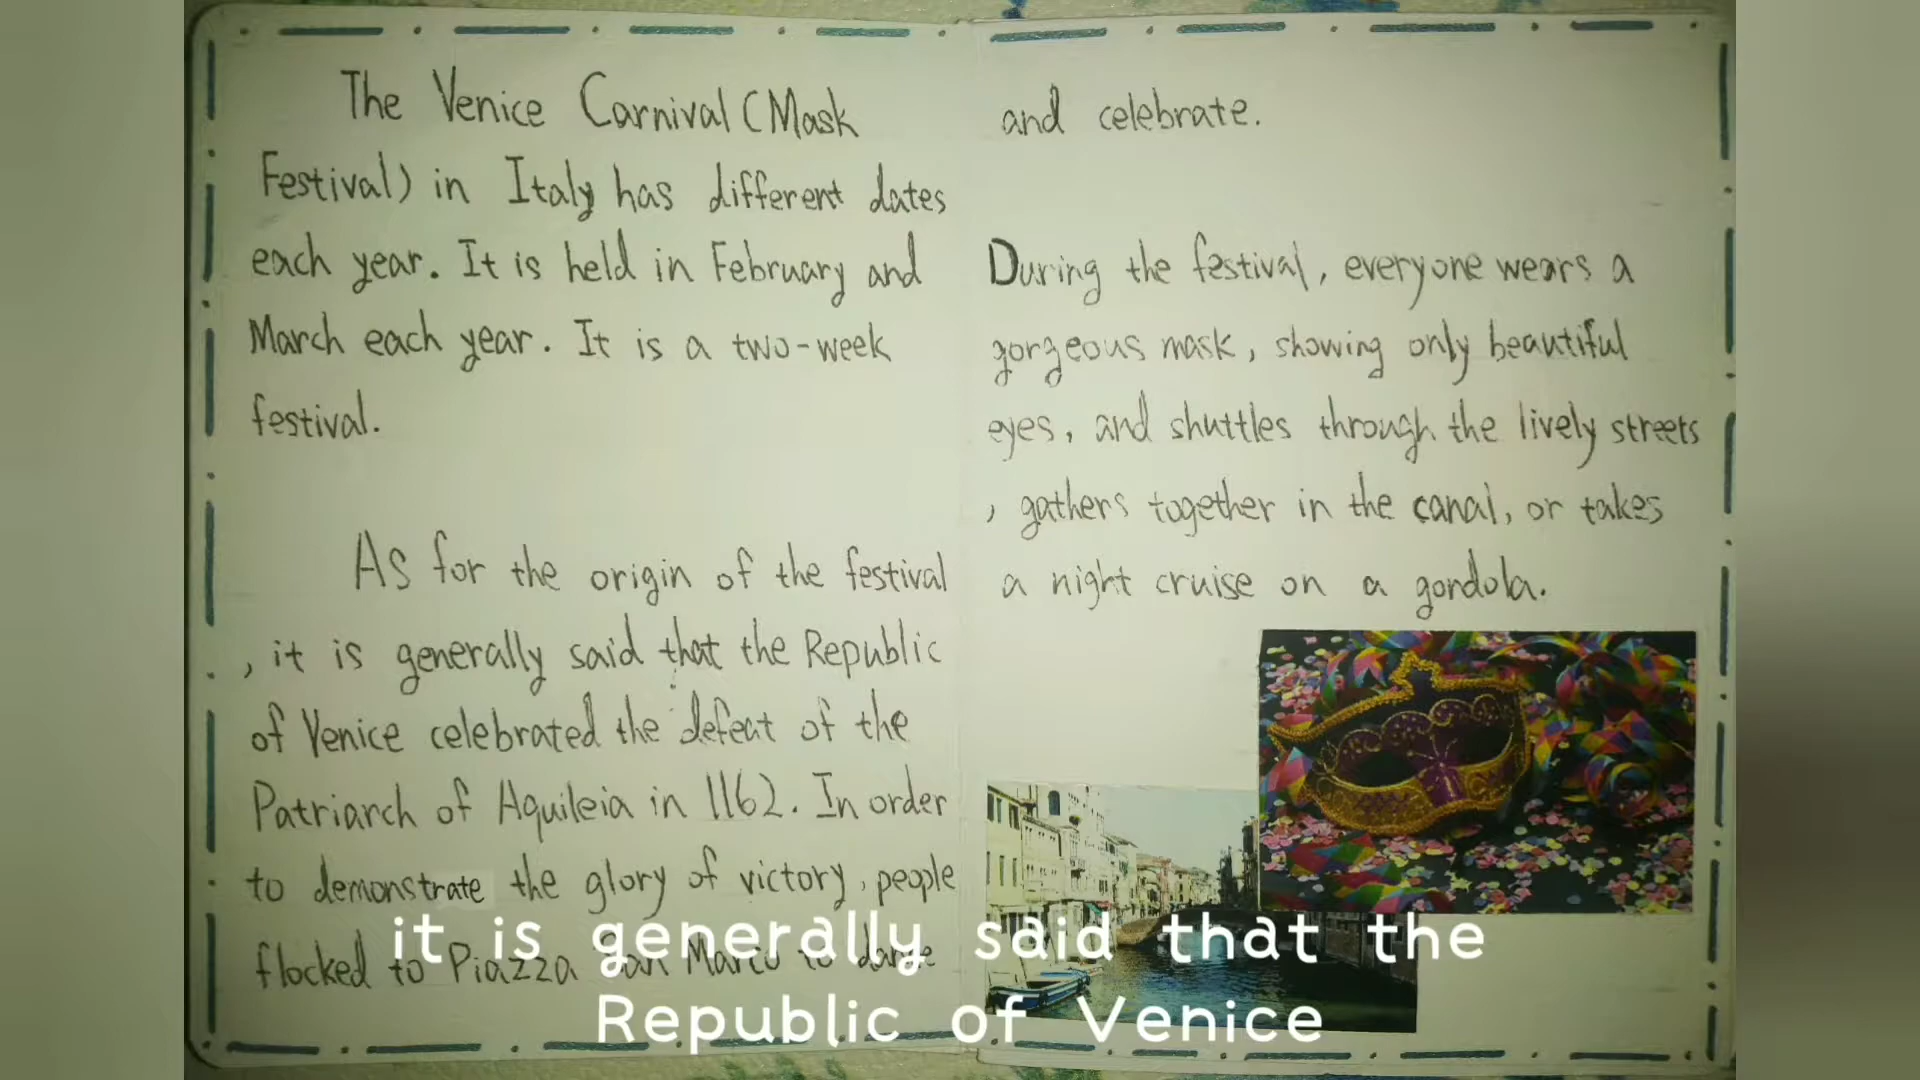 The Venice Carnival (Mask
Festival) in Italy has different dates
each year. It is held in February and
March each year. It is a two-week
festival.
As for the origin of the festival
, it is generally said that the Republic
of Venice celebrated the defeat of the
Patriarch of Aquileia in 1162. In order
to demonstrate the glory of victory, people
flocked to Piazza San Marco to dance
and celebrate.
During the festival, everyone wears a
gorgeous mask, showing only beautiful
eyes, and shuttles through the lively streets
, gathers together in the canal, or takes
a night cruise on a gondola.
it is generally said that the
Republic of Venice